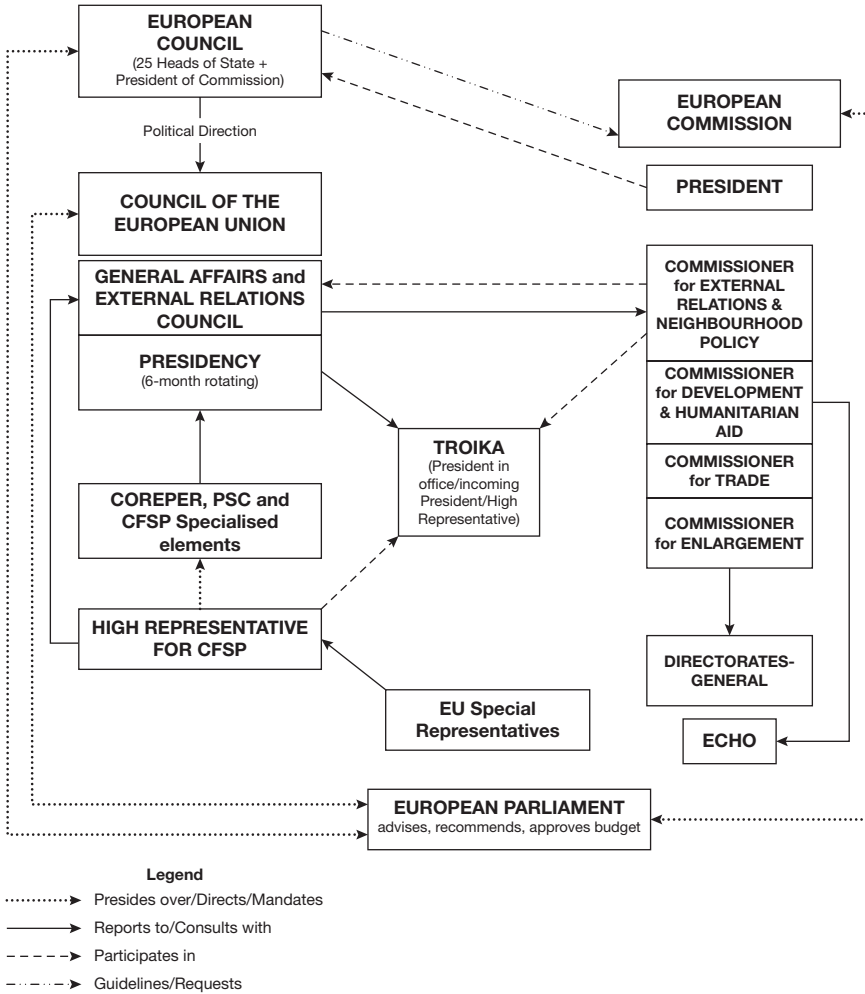 EUROPEAN
COUNCIL
(25 Heads of State +
President of Commission)
Political Direction
COUNCIL OF THE
EUROPEAN UNION
GENERAL AFFAIRS and
EXTERNAL RELATIONS
COUNCIL
PRESIDENCY
(6-month rotating)
COREPER, PSC and
CFSP Specialised
elements
HIGH REPRESENTATIVE
FOR CFSP
EU Special
Representatives
TROIKA
(President in
office/incoming
President/High
Representative)
EUROPEAN
COMMISSION
PRESIDENT
COMMISSIONER
for EXTERNAL
RELATIONS &
NEIGHBOURHOOD
POLICY
COMMISSIONER
for DEVELOPMENT
& HUMANITARIAN
AID
COMMISSIONER
for TRADE
COMMISSIONER
for ENLARGEMENT
DIRECTORATES-
GENERAL
ECHO
EUROPEAN PARLIAMENT
advises, recommends, approves budget
Legend
Presides over/Directs/Mandates
Reports to/Consults with
Participates in
Guidelines/Requests